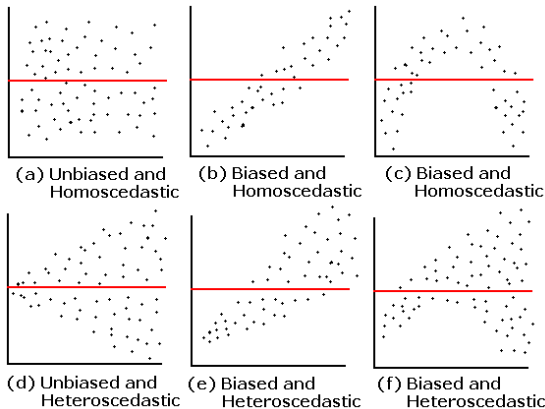 (a) Unbiased and
Homoscedastic
(b) Biased and
Homoscedastic
(c) Biased and
Homoscedastic
(d) Unbiased and
Heteroscedastic
(e) Biased and
Heteroscedastic
(f) Biased and
Heteroscedastic